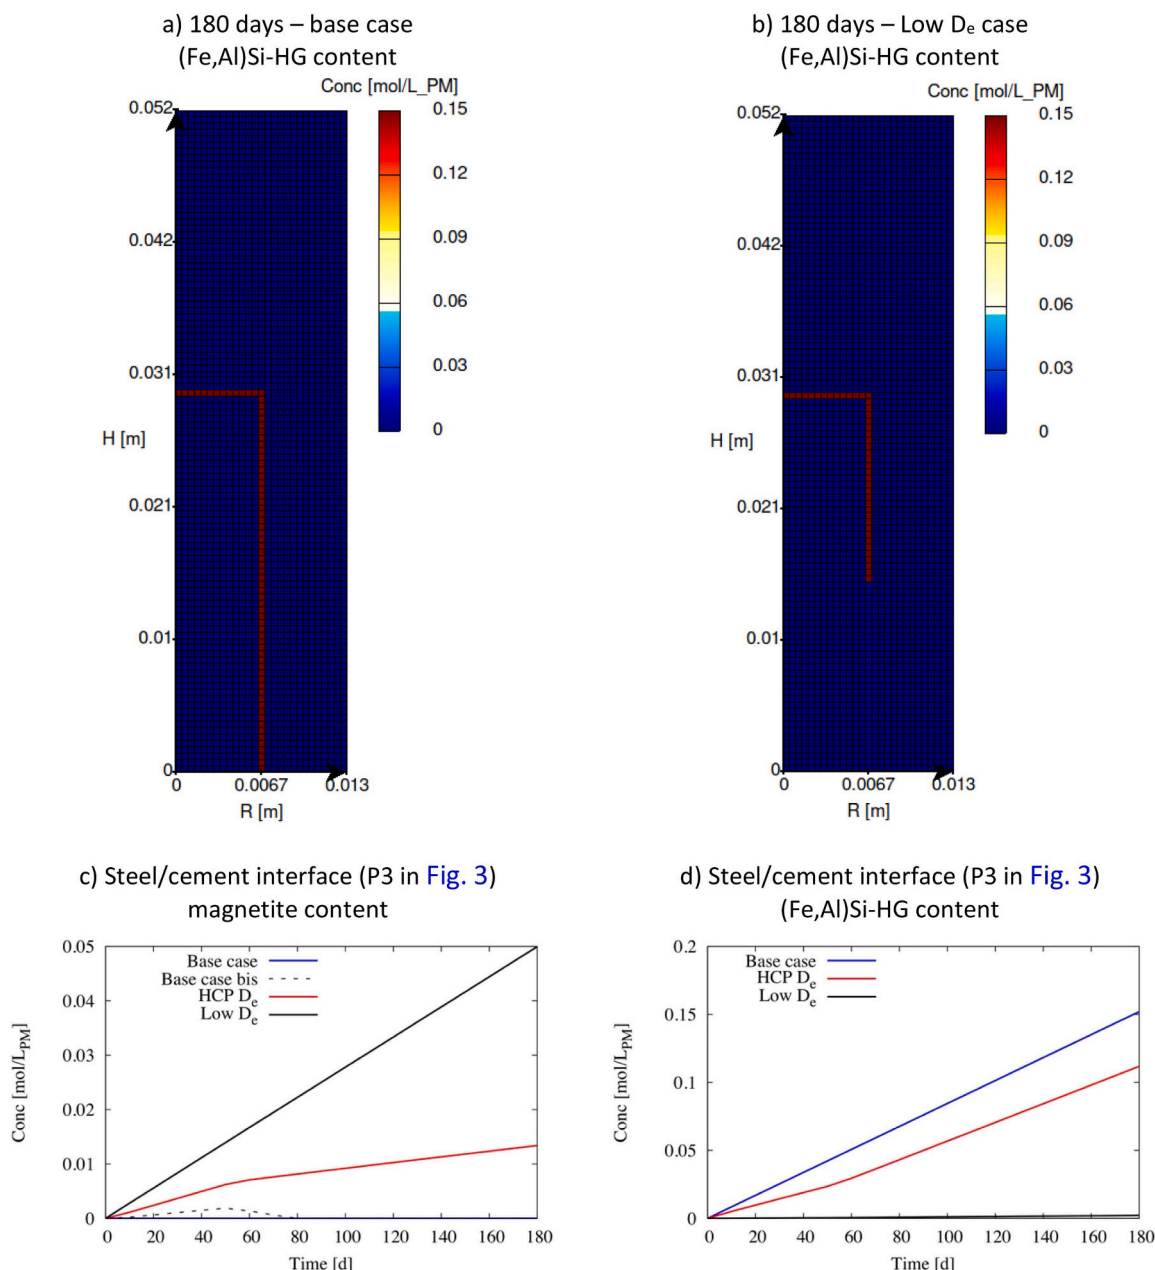 a) 180 days – base case
(Fe,Al)Si-HG content
Conc [mol/L_PM]
0.052
0.15
0.12
0.042
0.09
0.06
0.031
0.03
0
H [m]
0.021
0.01
0
0
0.0067
0.013
R [m]
b) 180 days – Low Dₑ case
(Fe,Al)Si-HG content
Conc [mol/L_PM]
0.052
0.15
0.12
0.042
0.09
0.06
0.031
0.03
0
H [m]
0.021
0.01
0
0
0.0067
0.013
R [m]
c) Steel/cement interface (P3 in Fig. 3)
magnetite content
0.05
0.04
0.03
0.02
0.01
0
Conc [mol/L_PM]
Base case
Base case bis
HCP D_e
Low D_e
0 20 40 60 80 100 120 140 160 180
Time [d]
d) Steel/cement interface (P3 in Fig. 3)
(Fe,Al)Si-HG content
0.2
0.15
0.1
0.05
0
Conc [mol/L_PM]
Base case
HCP D_e
Low D_e
0 20 40 60 80 100 120 140 160 180
Time [d]